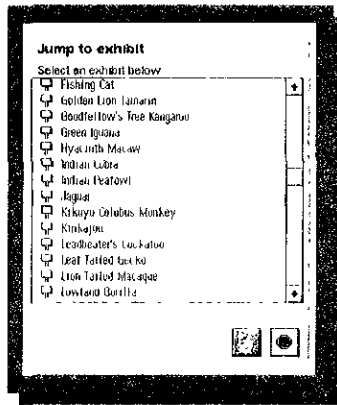 Jump to exhibit
Select an exhibit below
Fishing Cat
Golden Lion Tamarin
Goodfellow's Tree Kangaroo
Green Iguana
Hyacinth Macaw
Indian Cobra
Indian Peafowl
Jaguar
Kikuyu Colobus Monkey
Kinkajou
Leadbeater's Cockatoo
Leaf Tailed Gecko
Lion Tailed Macaque
Lowland Gorilla